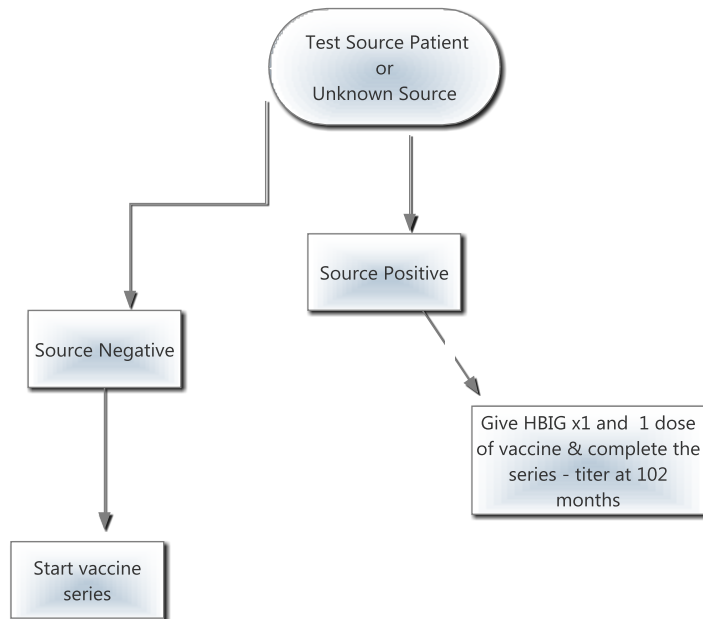 Test Source Patient
or
Unknown Source
Source Positive
Source Negative
Give HBIG x1 and 1 dose
of vaccine & complete the
series - titer at 102
months
Start vaccine
series